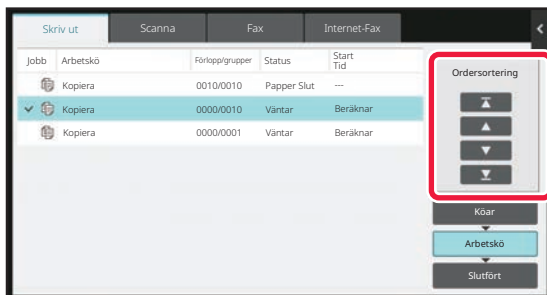 Skriv ut
Scanna
Fax
Internet-Fax
Jobb Arbetskö Förlopp/grupper Status Start Tid
Kopiera 0010/0010 Papper Slut ---
Kopiera 0000/0010 Väntar Beräknar
Kopiera 0000/0001 Väntar Beräknar
Ordersortering
Köar
Arbetskö
Slutfört